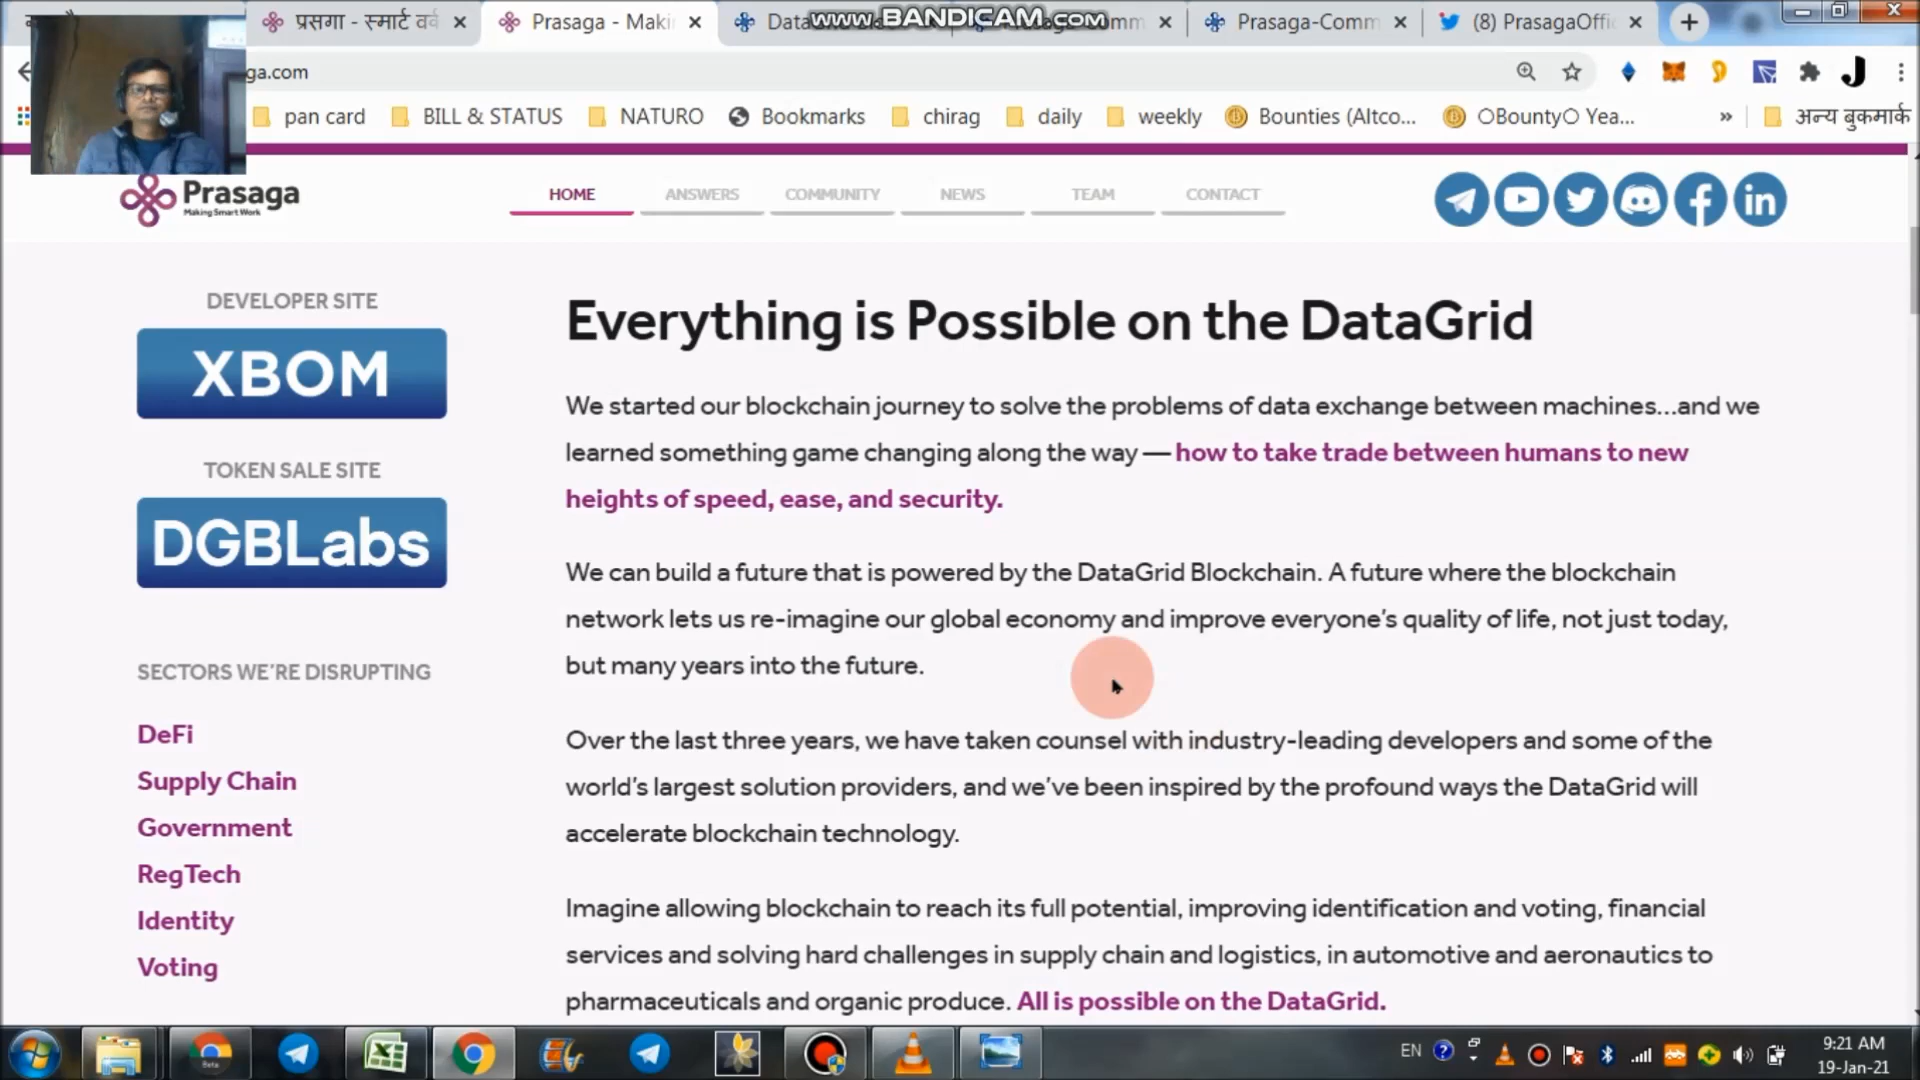 प्रसगा - स्मार्ट वर्व
Prasaga - Maki
Prasaga-Comm
(8) PrasagaOffic
www.BANDICAM.com
ga.com
pan card
BILL & STATUS
NATURO
Bookmarks
chirag
daily
weekly
Bounties (Altco...
OBountyO Yea...
»
अन्य बुकमार्क
Prasaga
Making Smart Work
HOME
ANSWERS
COMMUNITY
NEWS
TEAM
CONTACT
DEVELOPER SITE
XBOM
TOKEN SALE SITE
DGBLabs
SECTORS WE'RE DISRUPTING
DeFi
Supply Chain
Government
RegTech
Identity
Voting
Everything is Possible on the DataGrid
We started our blockchain journey to solve the problems of data exchange between machines...and we
learned something game changing along the way — how to take trade between humans to new
heights of speed, ease, and security.
We can build a future that is powered by the DataGrid Blockchain. A future where the blockchain
network lets us re-imagine our global economy and improve everyone's quality of life, not just today,
but many years into the future.
Over the last three years, we have taken counsel with industry-leading developers and some of the
world's largest solution providers, and we've been inspired by the profound ways the DataGrid will
accelerate blockchain technology.
Imagine allowing blockchain to reach its full potential, improving identification and voting, financial
services and solving hard challenges in supply chain and logistics, in automotive and aeronautics to
pharmaceuticals and organic produce. All is possible on the DataGrid.
Beta
EN
9:21 AM
19-Jan-21